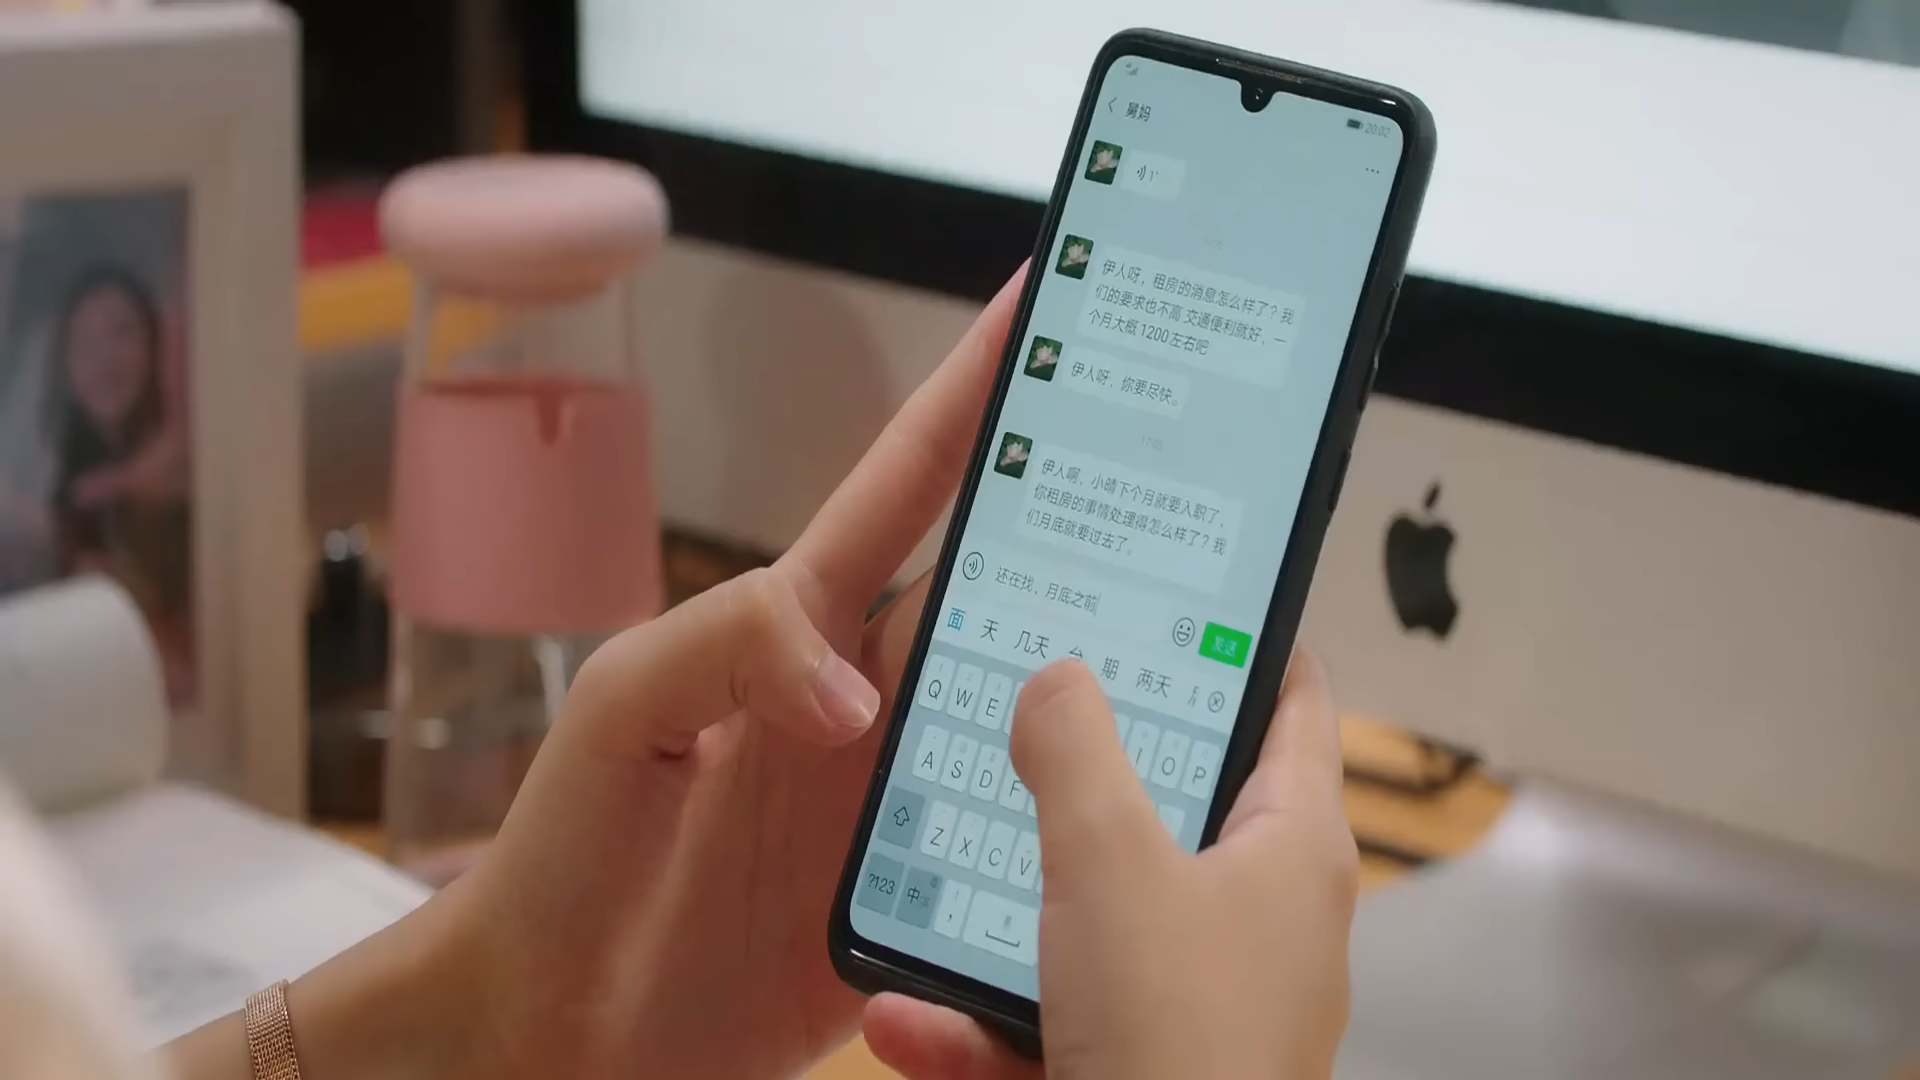 20:02
舅妈
1"
伊人呀，租房的消息怎么样了？我
们的要求也不高 交通便利就好，一
个月大概1200左右吧
伊人呀，你要尽快。
伊人啊，小晴下个月就要入职了，
你租房的事情处理得怎么样了？我
们月底就要过去了。
还在找，月底之前
发送
面 天 几天 期 两天
Q W E I O P
A S D F
Z X C V
?123 中 ，